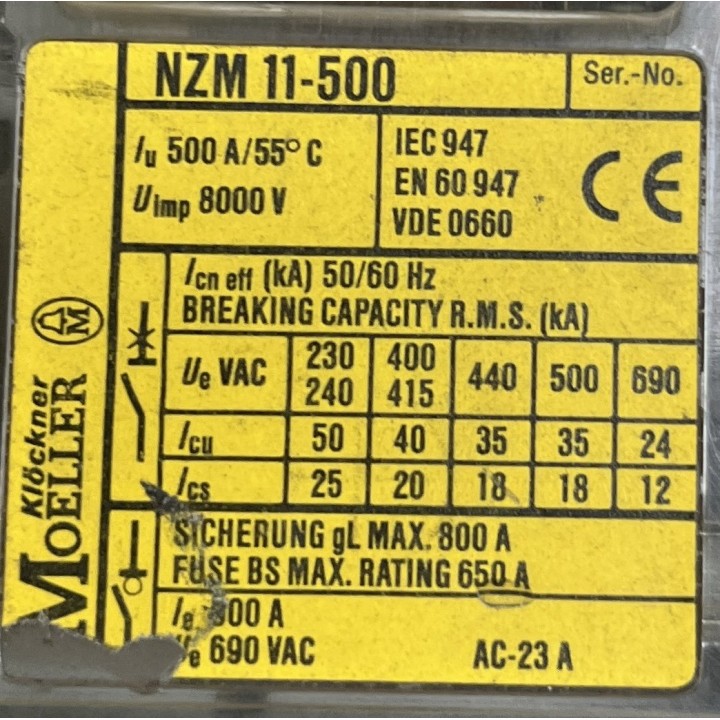 NZM 11-500
Ser.-No.
Iu 500 A/55° C
Uimp 8000 V
IEC 947
EN 60 947
VDE 0660
CE
Icn eff (kA) 50/60 Hz
BREAKING CAPACITY R.M.S. (kA)
Ue VAC 230 240 400 415 440 500 690
Icu 50 40 35 35 24
Ics 25 20 18 18 12
SICHERUNG gL MAX. 800 A
FUSE BS MAX. RATING 650 A
Ie 00 A
Ue 690 VAC AC-23 A
M
Klöckner
MOELLER